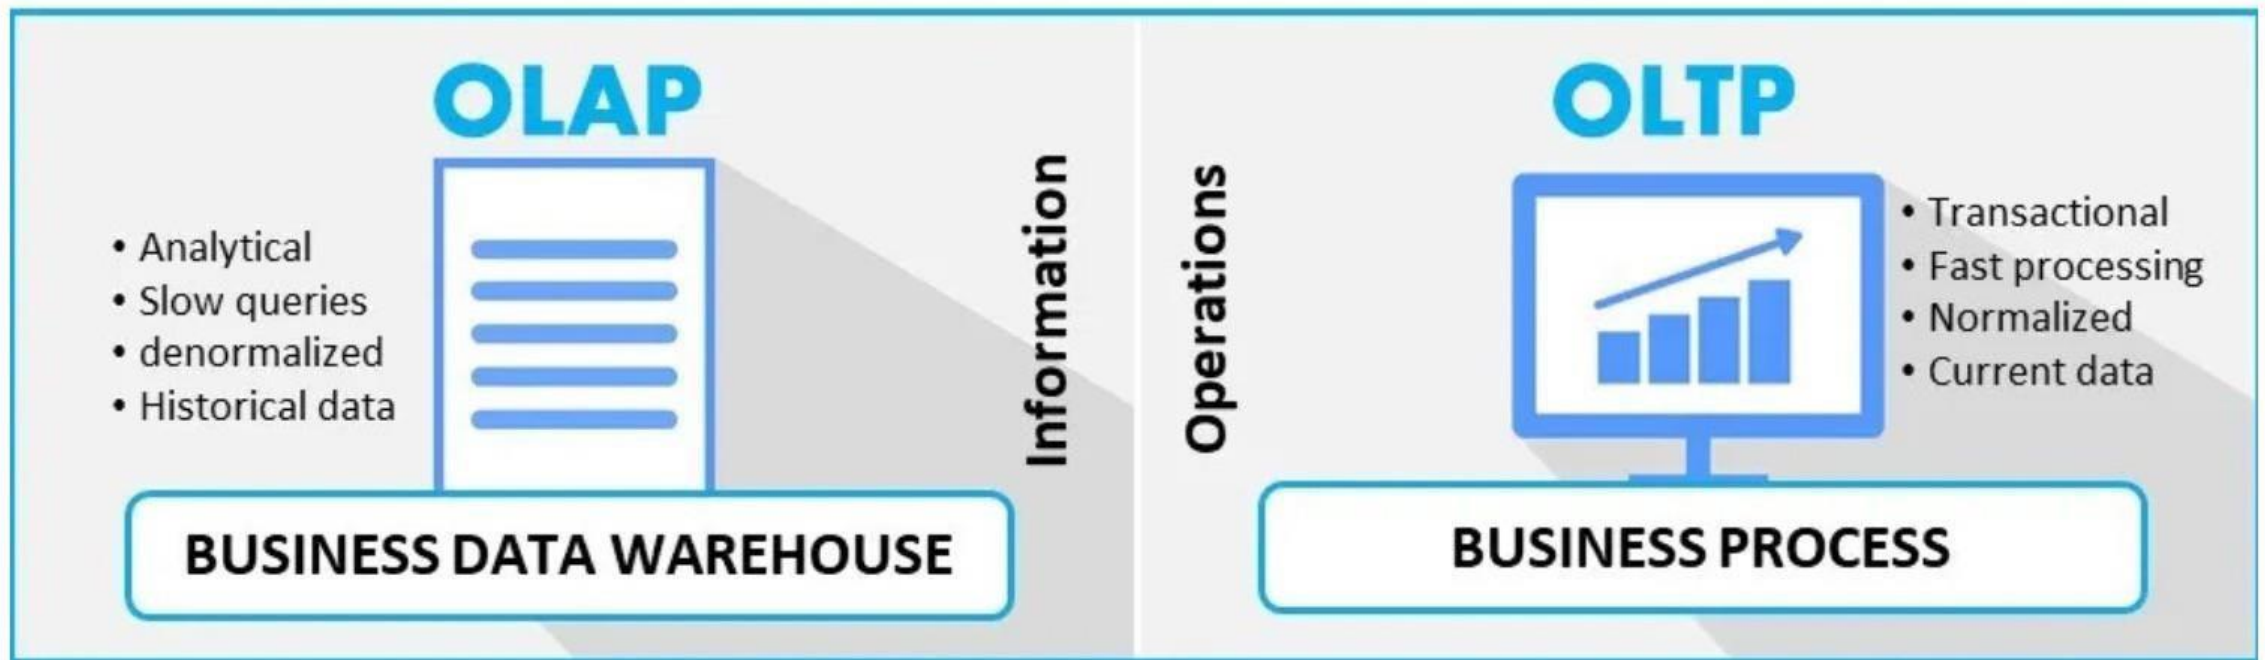 OLAP
• Analytical
• Slow queries
• denormalized
• Historical data
Information
BUSINESS DATA WAREHOUSE
OLTP
Operations
• Transactional
• Fast processing
• Normalized
• Current data
BUSINESS PROCESS